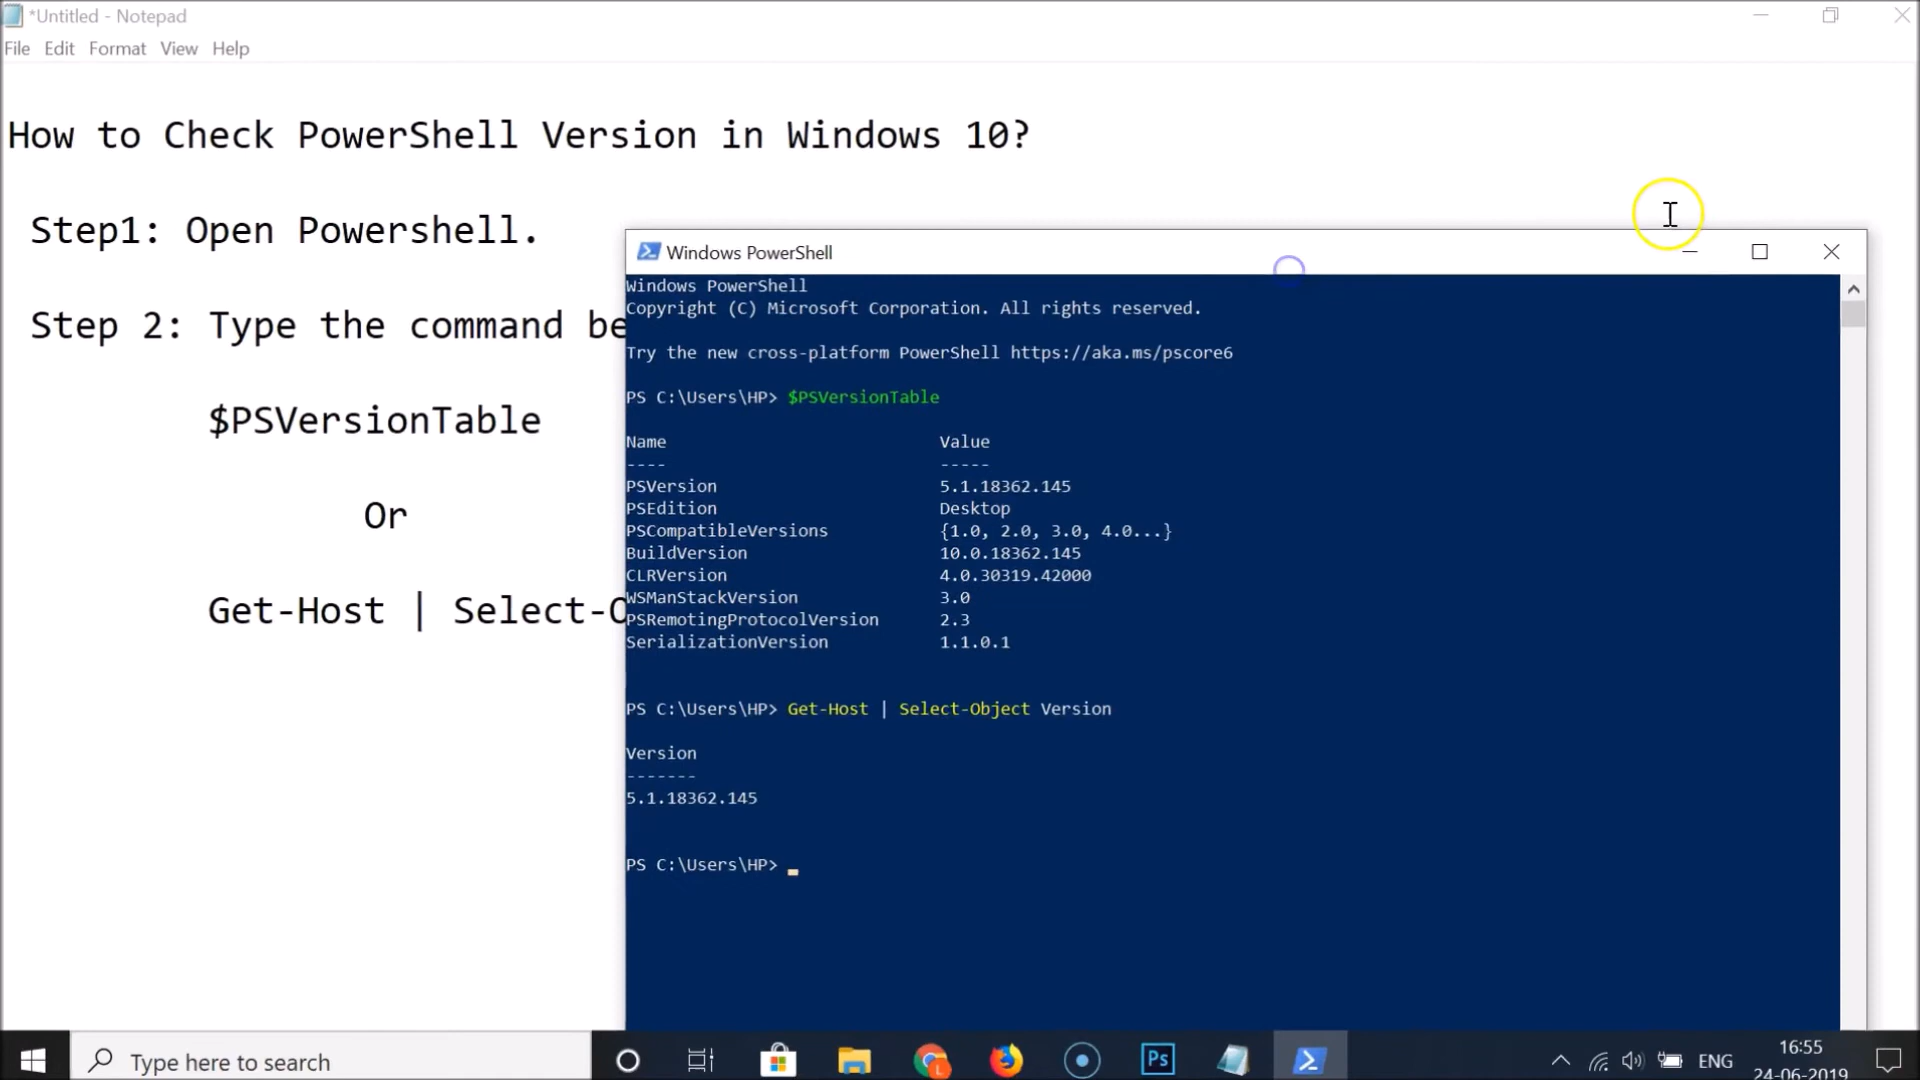 *Untitled - Notepad
File Edit Format View Help
How to Check PowerShell Version in Windows 10?
Step1: Open Powershell.
Step 2: Type the command be
$PSVersionTable
Or
Get-Host | Select-O
Windows PowerShell
Windows PowerShell
Copyright (C) Microsoft Corporation. All rights reserved.
Try the new cross-platform PowerShell https://aka.ms/pscore6
PS C:\Users\HP> $PSVersionTable
Name Value
---- -----
PSVersion 5.1.18362.145
PSEdition Desktop
PSCompatibleVersions {1.0, 2.0, 3.0, 4.0...}
BuildVersion 10.0.18362.145
CLRVersion 4.0.30319.42000
WSManStackVersion 3.0
PSRemotingProtocolVersion 2.3
SerializationVersion 1.1.0.1
PS C:\Users\HP> Get-Host | Select-Object Version
Version
-------
5.1.18362.145
PS C:\Users\HP>
Type here to search
Ps
L
ENG
16:55
24-06-2019